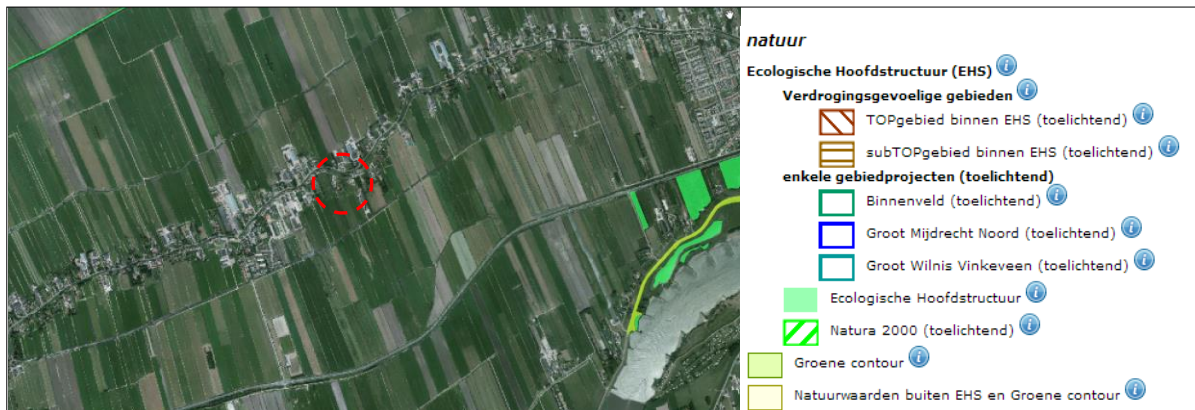 natuur
Ecologische Hoofdstructuur (EHS)
Verdrogingsgevoelige gebieden
TOPgebied binnen EHS (toelichtend)
subTOPgebied binnen EHS (toelichtend)
enkele gebiedprojecten (toelichtend)
Binnenveld (toelichtend)
Groot Mijdrecht Noord (toelichtend)
Groot Wilnis Vinkeveen (toelichtend)
Ecologische Hoofdstructuur
Natura 2000 (toelichtend)
Groene contour
Natuurwaarden buiten EHS en Groene contour